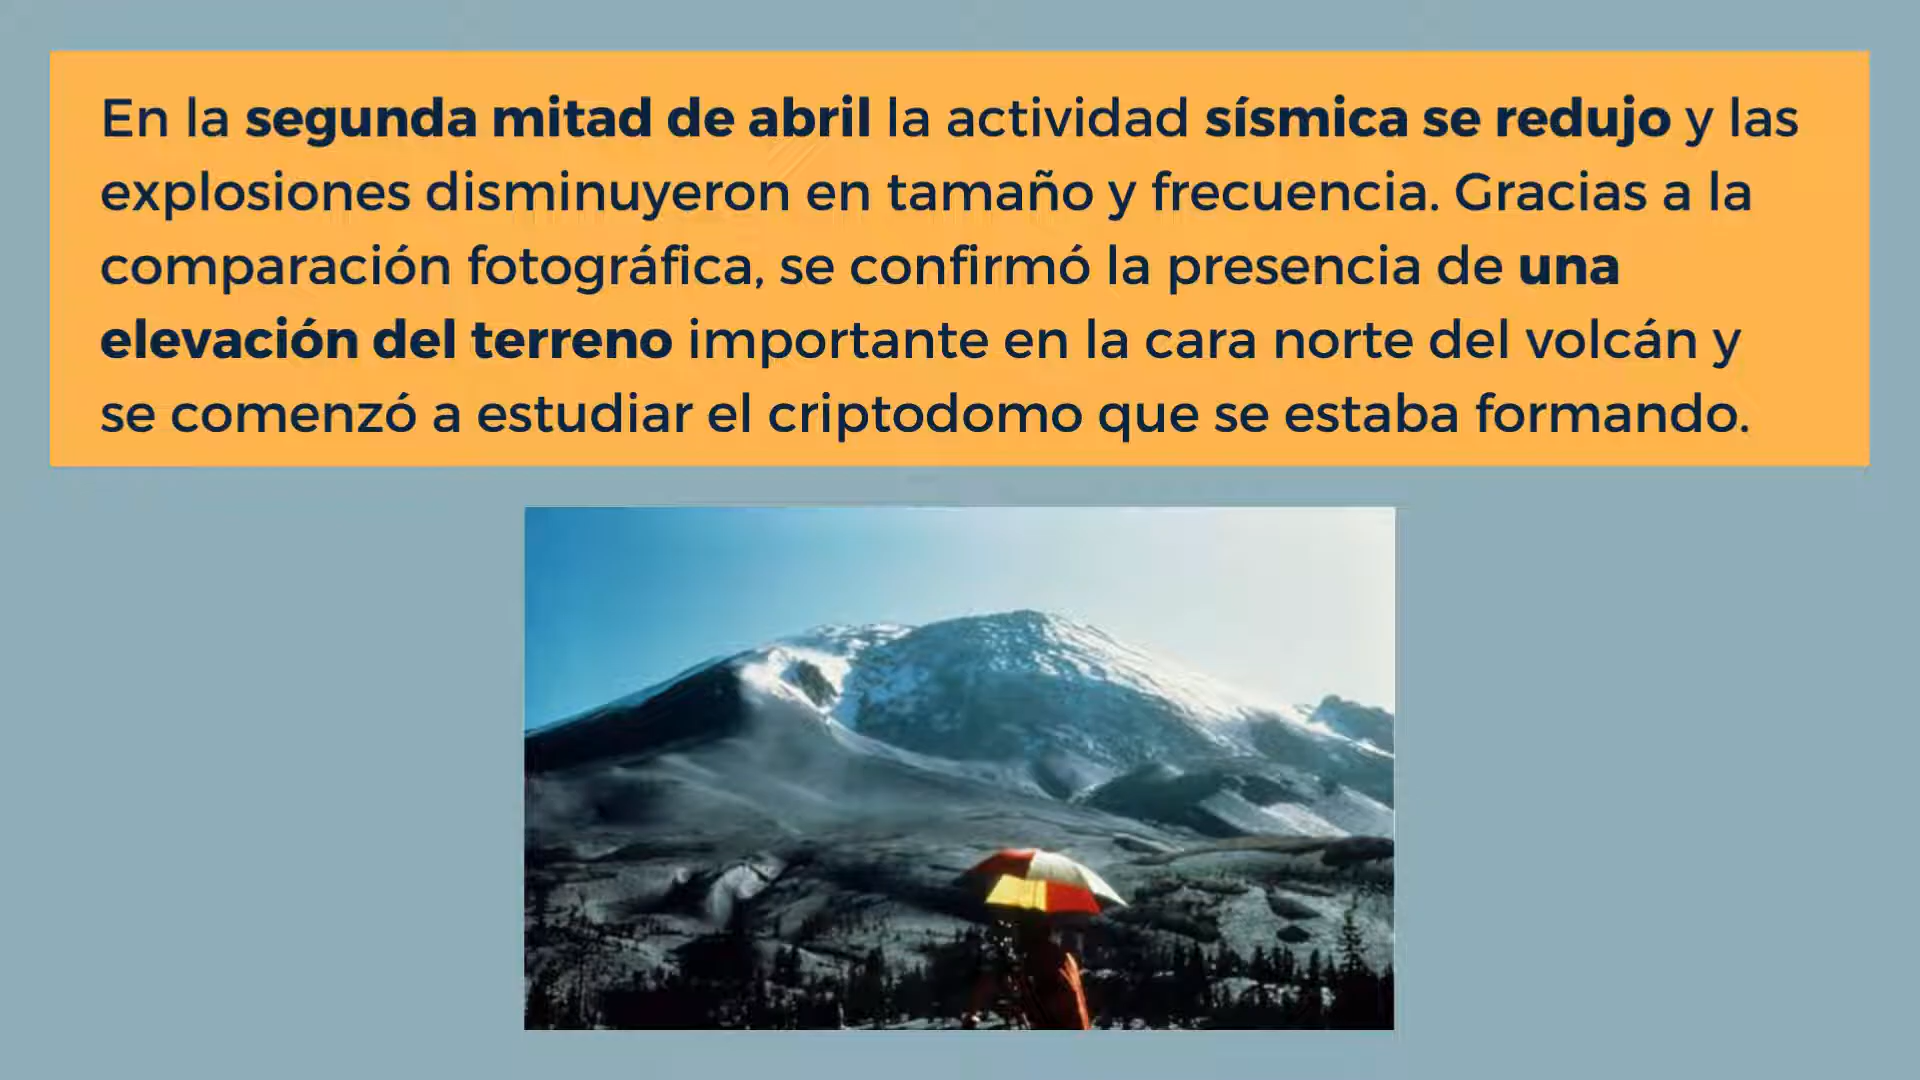 En la segunda mitad de abril la actividad sísmica se redujo y las
explosiones disminuyeron en tamaño y frecuencia. Gracias a la
comparación fotográfica, se confirmó la presencia de una
elevación del terreno importante en la cara norte del volcán y
se comenzó a estudiar el criptodomo que se estaba formando.